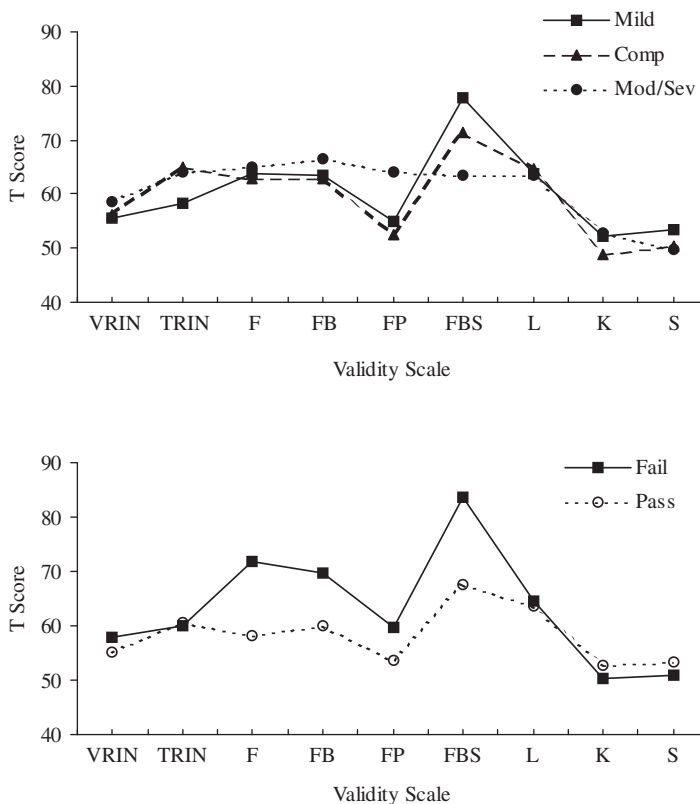 90
80
70
60
50
40
T Score
Mild
Comp
Mod/Sev
VRIN TRIN F FB FP FBS L K S
Validity Scale
90
80
70
60
50
40
T Score
Fail
Pass
VRIN TRIN F FB FP FBS L K S
Validity Scale